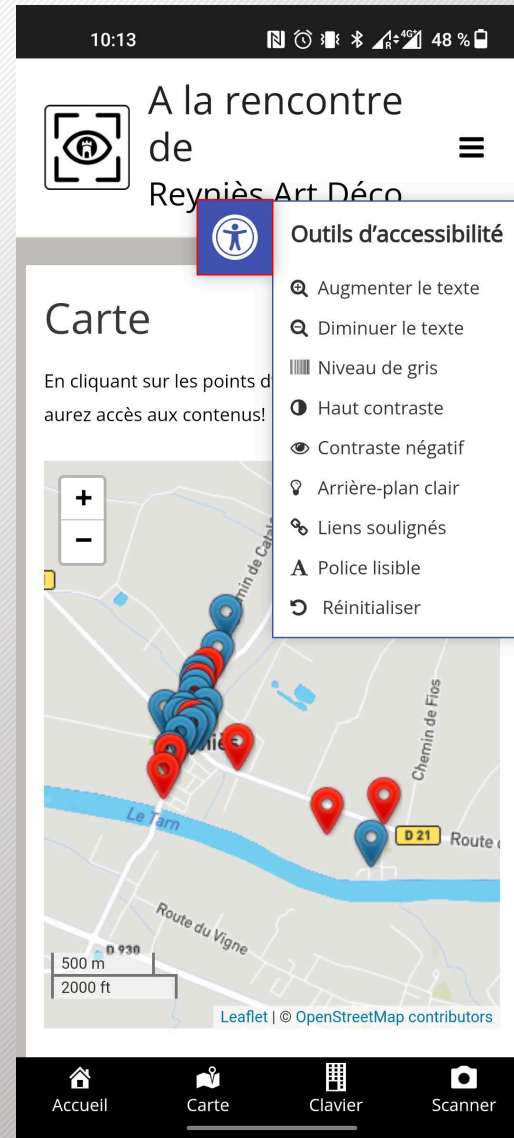 10:13
R
4G+
48 %
A la rencontre
de
Reyniès Art Déco
Outils d'accessibilité
Augmenter le texte
Diminuer le texte
Niveau de gris
Haut contraste
Contraste négatif
Arrière-plan clair
Liens soulignés
A Police lisible
Réinitialiser
Carte
En cliquant sur les points
aurez accès aux contenus!
+
−
Chemin de Fios
Le Tarn
D 21
Route
Route du Vigne
D 930
500 m
2000 ft
Leaflet | © OpenStreetMap contributors
Accueil
Carte
Clavier
Scanner